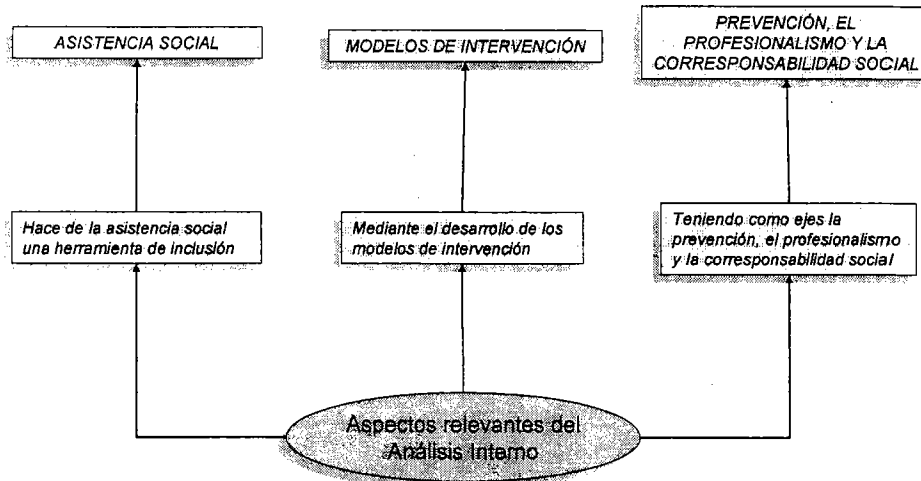 ASISTENCIA SOCIAL
MODELOS DE INTERVENCIÓN
PREVENCIÓN, EL
PROFESIONALISMO Y LA
CORRESPONSABILIDAD SOCIAL
Hace de la asistencia social
una herramienta de inclusión
Mediante el desarrollo de los
modelos de intervención
Teniendo como ejes la
prevención, el profesionalismo
y la corresponsabilidad social
Aspectos relevantes del
Análisis Interno